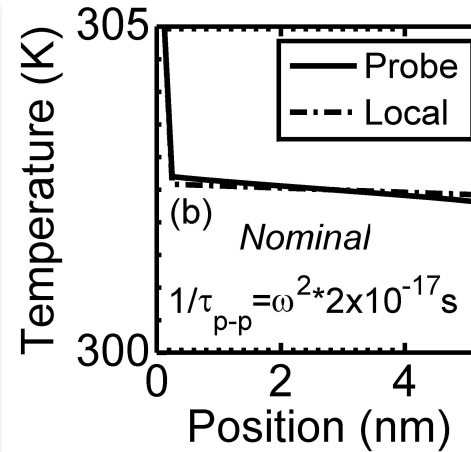 305
Temperature (K)
Probe
Local
(b)
Nominal
1/τp-p=ω²*2x10⁻¹⁷s
300
0
2
4
Position (nm)